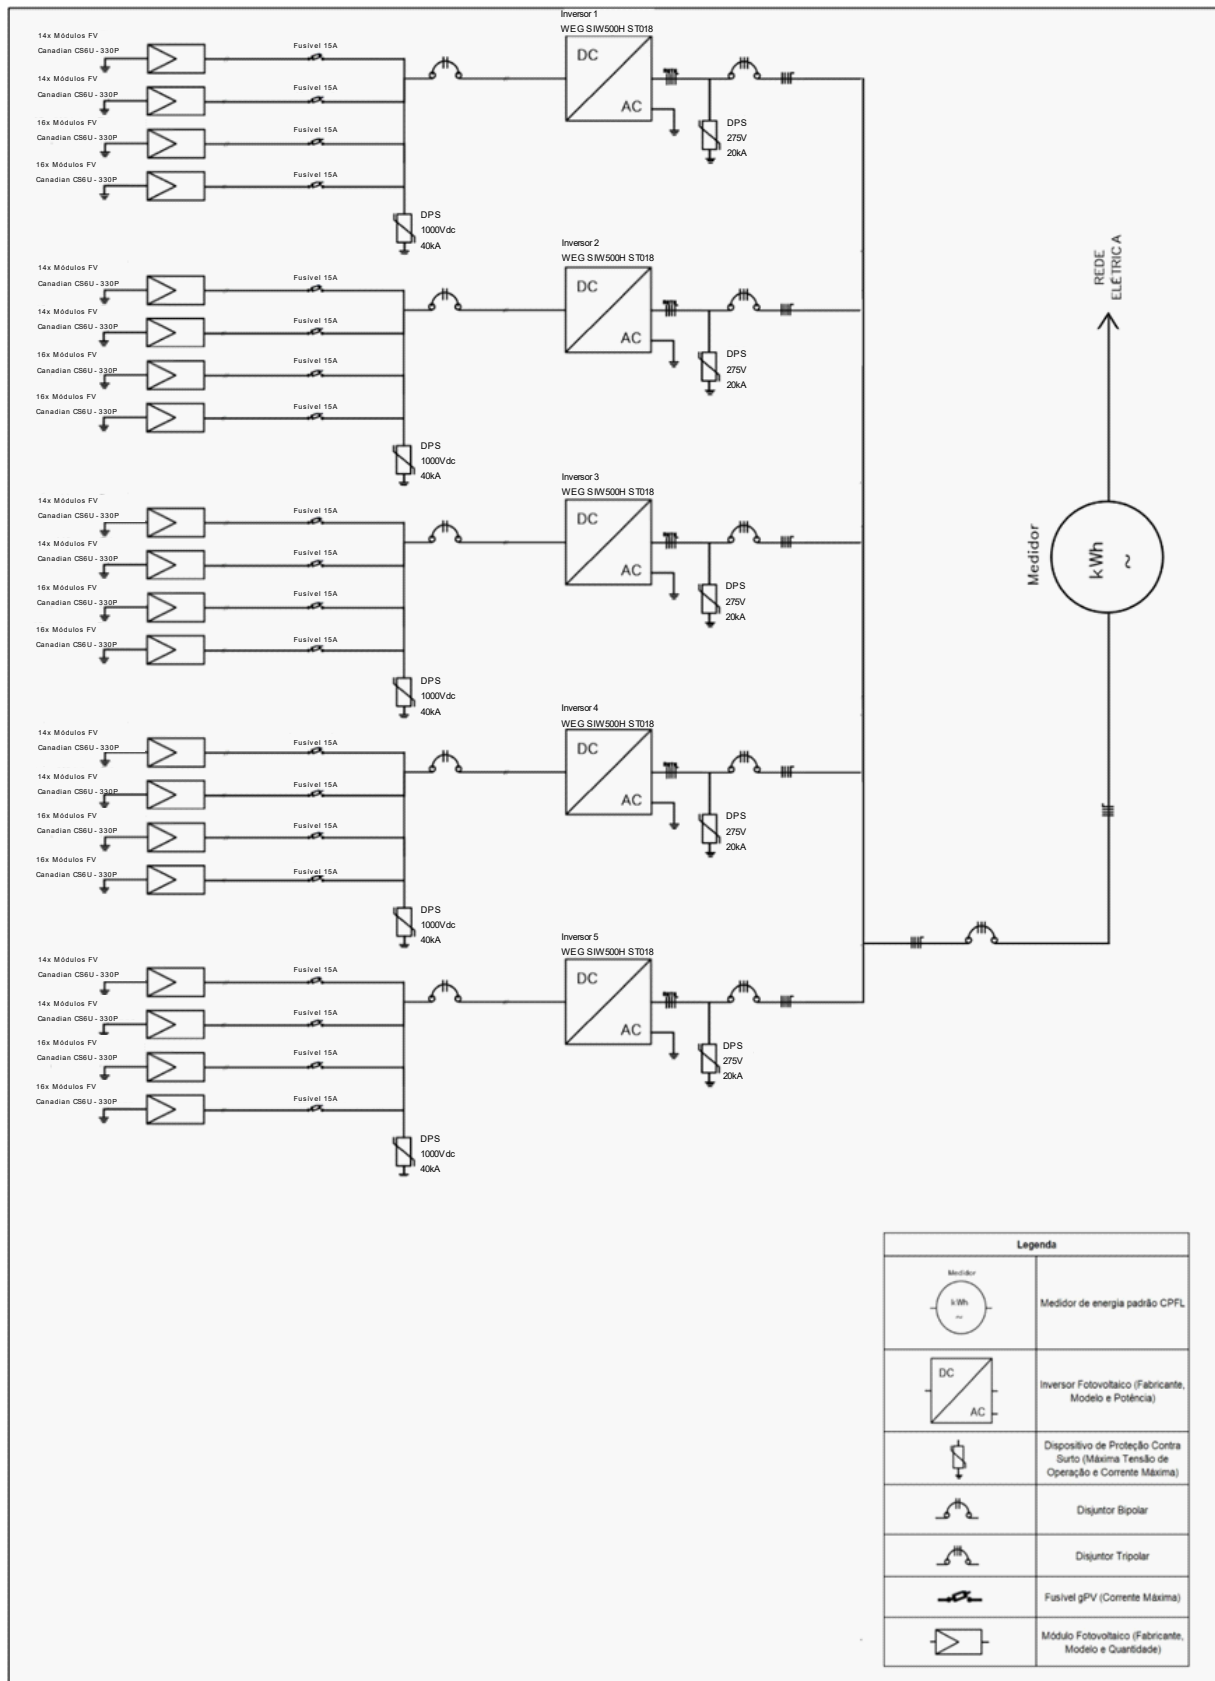 14x Módulos FV
Canadian CS6U - 330P
Fusível 15A
14x Módulos FV
Canadian CS6U - 330P
Fusível 15A
16x Módulos FV
Canadian CS6U - 330P
Fusível 15A
16x Módulos FV
Canadian CS6U - 330P
Fusível 15A
DPS
1000Vdc
40kA
Inversor 1
WEG SIW500H ST018
DC
AC
DPS
275V
20kA
14x Módulos FV
Canadian CS6U - 330P
Fusível 15A
14x Módulos FV
Canadian CS6U - 330P
Fusível 15A
16x Módulos FV
Canadian CS6U - 330P
Fusível 15A
16x Módulos FV
Canadian CS6U - 330P
Fusível 15A
DPS
1000Vdc
40kA
Inversor 2
WEG SIW500H ST018
DC
AC
DPS
275V
20kA
14x Módulos FV
Canadian CS6U - 330P
Fusível 15A
14x Módulos FV
Canadian CS6U - 330P
Fusível 15A
16x Módulos FV
Canadian CS6U - 330P
Fusível 15A
16x Módulos FV
Canadian CS6U - 330P
Fusível 15A
DPS
1000Vdc
40kA
Inversor 3
WEG SIW500H ST018
DC
AC
DPS
275V
20kA
14x Módulos FV
Canadian CS6U - 330P
Fusível 15A
14x Módulos FV
Canadian CS6U - 330P
Fusível 15A
16x Módulos FV
Canadian CS6U - 330P
Fusível 15A
16x Módulos FV
Canadian CS6U - 330P
Fusível 15A
DPS
1000Vdc
40kA
Inversor 4
WEG SIW500H ST018
DC
AC
DPS
275V
20kA
14x Módulos FV
Canadian CS6U - 330P
Fusível 15A
14x Módulos FV
Canadian CS6U - 330P
Fusível 15A
16x Módulos FV
Canadian CS6U - 330P
Fusível 15A
16x Módulos FV
Canadian CS6U - 330P
Fusível 15A
DPS
1000Vdc
40kA
Inversor 5
WEG SIW500H ST018
DC
AC
DPS
275V
20kA
REDE
ELÉTRICA
Medidor
kWh
~
Legenda
Medidor
kWh
~
Medidor de energia padrão CPFL
DC
AC
Inversor Fotovoltaico (Fabricante,
Modelo e Potência)
Dispositivo de Proteção Contra
Surto (Máxima Tensão de
Operação e Corrente Máxima)
Disjuntor Bipolar
Disjuntor Tripolar
Fusível gPV (Corrente Máxima)
Módulo Fotovoltaico (Fabricante,
Modelo e Quantidade)